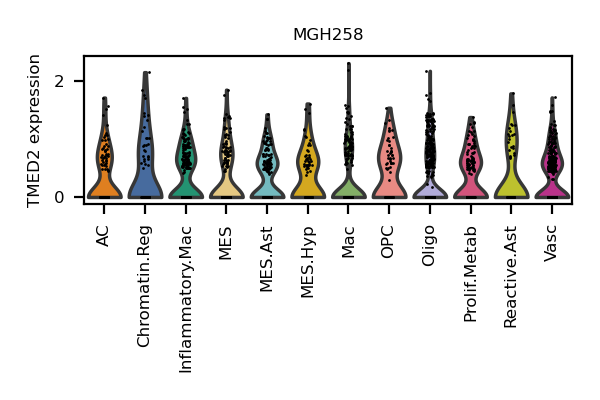 MGH258
TMED2 expression
2
0
AC
Chromatin.Reg
Inflammatory.Mac
MES
MES.Ast
MES.Hyp
Mac
OPC
Oligo
Prolif.Metab
Reactive.Ast
Vasc